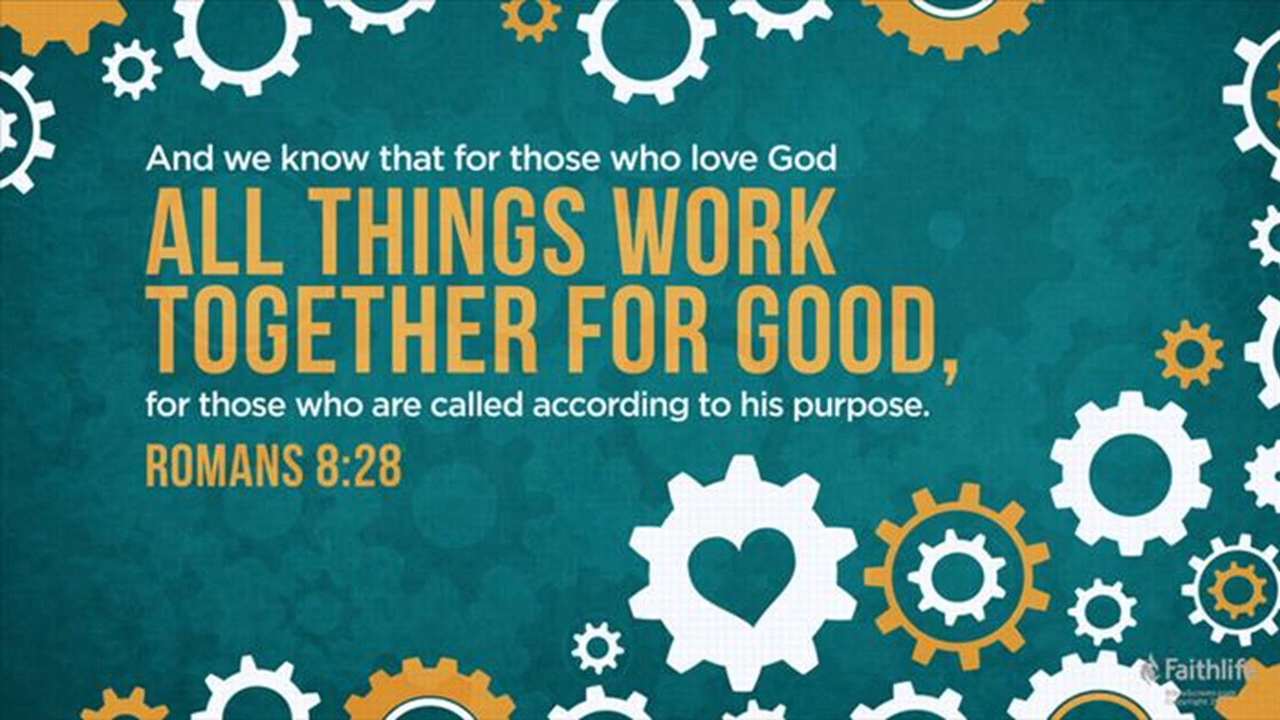 And we know that for those who love God
ALL THINGS WORK
TOGETHER FOR GOOD,
for those who are called according to his purpose.
ROMANS 8:28
Faithlife